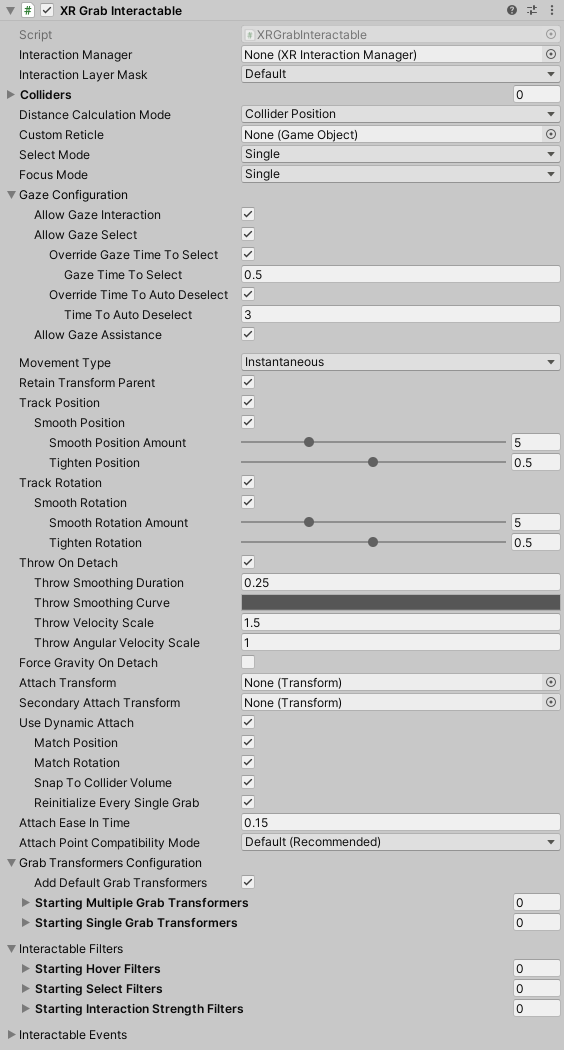 XR Grab Interactable
Script XRGrabInteractable
Interaction Manager None (XR Interaction Manager)
Interaction Layer Mask Default
Colliders 0
Distance Calculation Mode Collider Position
Custom Reticle None (Game Object)
Select Mode Single
Focus Mode Single
Gaze Configuration
Allow Gaze Interaction
Allow Gaze Select
Override Gaze Time To Select
Gaze Time To Select 0.5
Override Time To Auto Deselect
Time To Auto Deselect 3
Allow Gaze Assistance
Movement Type Instantaneous
Retain Transform Parent
Track Position
Smooth Position
Smooth Position Amount 5
Tighten Position 0.5
Track Rotation
Smooth Rotation
Smooth Rotation Amount 5
Tighten Rotation 0.5
Throw On Detach
Throw Smoothing Duration 0.25
Throw Smoothing Curve
Throw Velocity Scale 1.5
Throw Angular Velocity Scale 1
Force Gravity On Detach
Attach Transform None (Transform)
Secondary Attach Transform None (Transform)
Use Dynamic Attach
Match Position
Match Rotation
Snap To Collider Volume
Reinitialize Every Single Grab
Attach Ease In Time 0.15
Attach Point Compatibility Mode Default (Recommended)
Grab Transformers Configuration
Add Default Grab Transformers
Starting Multiple Grab Transformers 0
Starting Single Grab Transformers 0
Interactable Filters
Starting Hover Filters 0
Starting Select Filters 0
Starting Interaction Strength Filters 0
Interactable Events